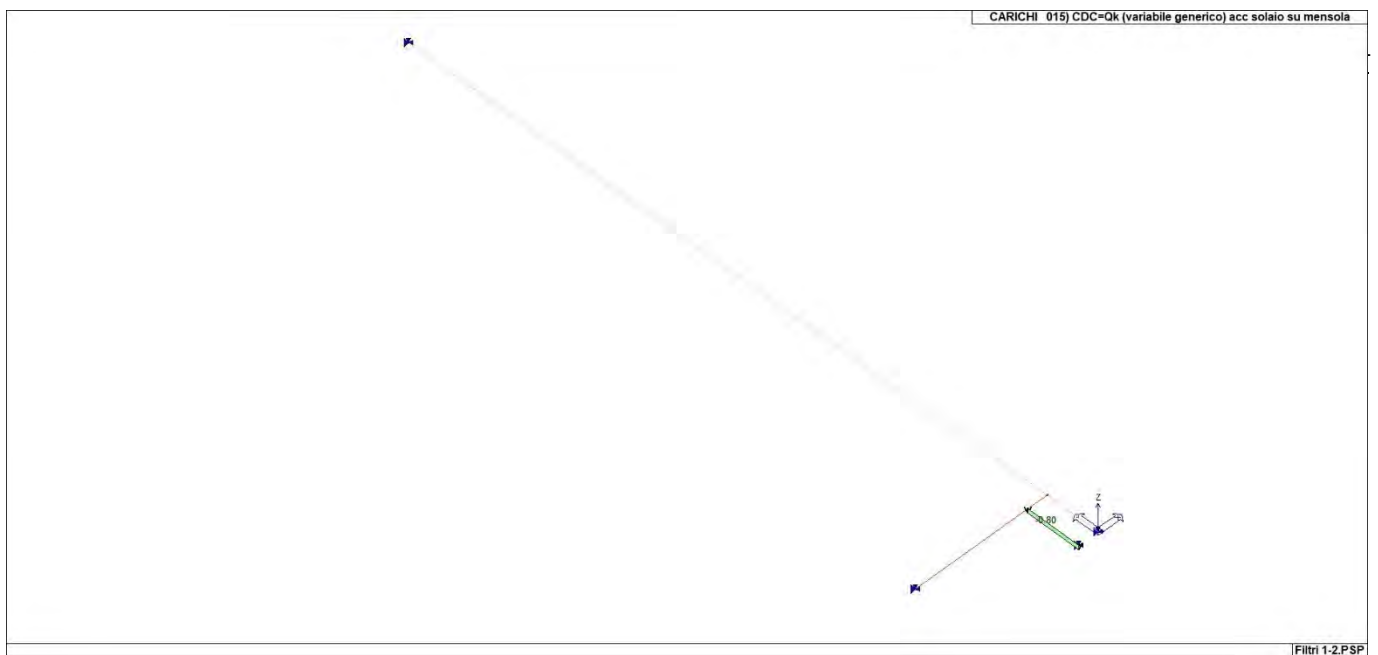 CARICHI 015) CDC=Qk (variabile generico) acc solaio su mensola
Z
-0.80
Filtri 1-2.PSP